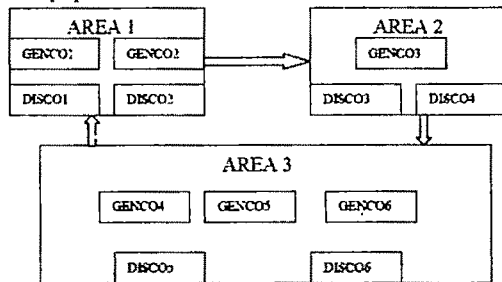 AREA 1
AREA 2
GENCO1 GENCO2
GENCO3
DISCO1 DISCO2
DISCO3 DISCO4
AREA 3
GENCO4 GENCO5 GENCO6
DISCO5 DISCO6